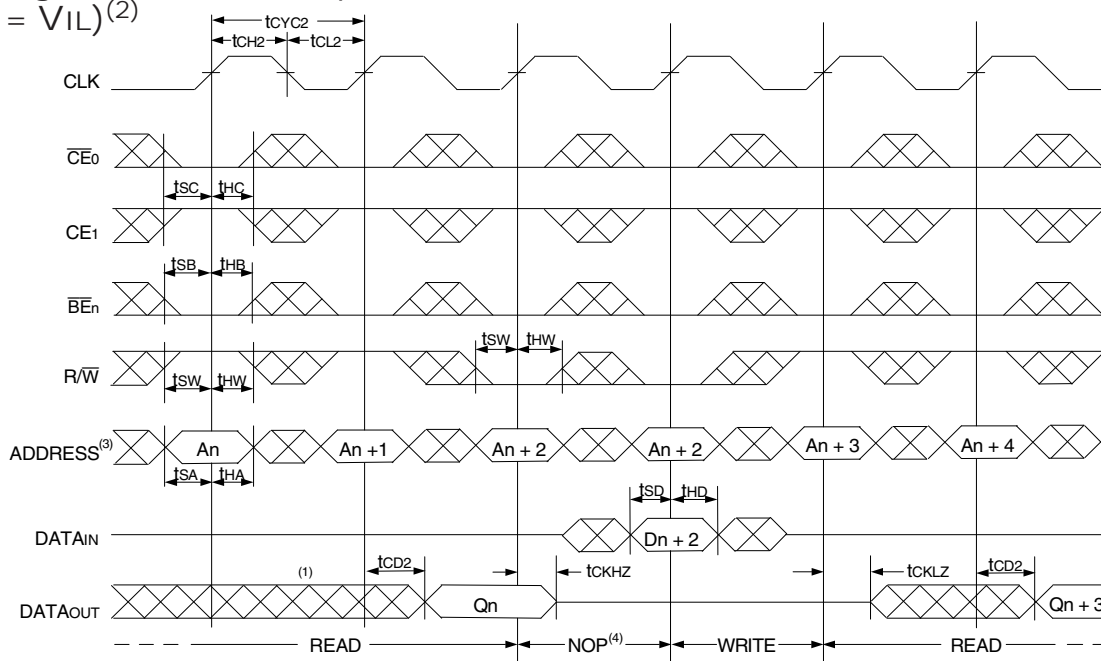 = VIL)(2)
tCYC2
tCH2 tCL2
CLK
CE0
tSC tHC
CE1
tSB tHB
BEn
tSW tHW
R/W
tSW tHW
ADDRESS(3) An An +1 An + 2 An + 2 An + 3 An + 4
tSA tHA
tSD tHD
DATAIN Dn + 2
(1) tCD2 tCKHZ tCKLZ tCD2
DATAOUT Qn Qn + 3
READ NOP(4) WRITE READ